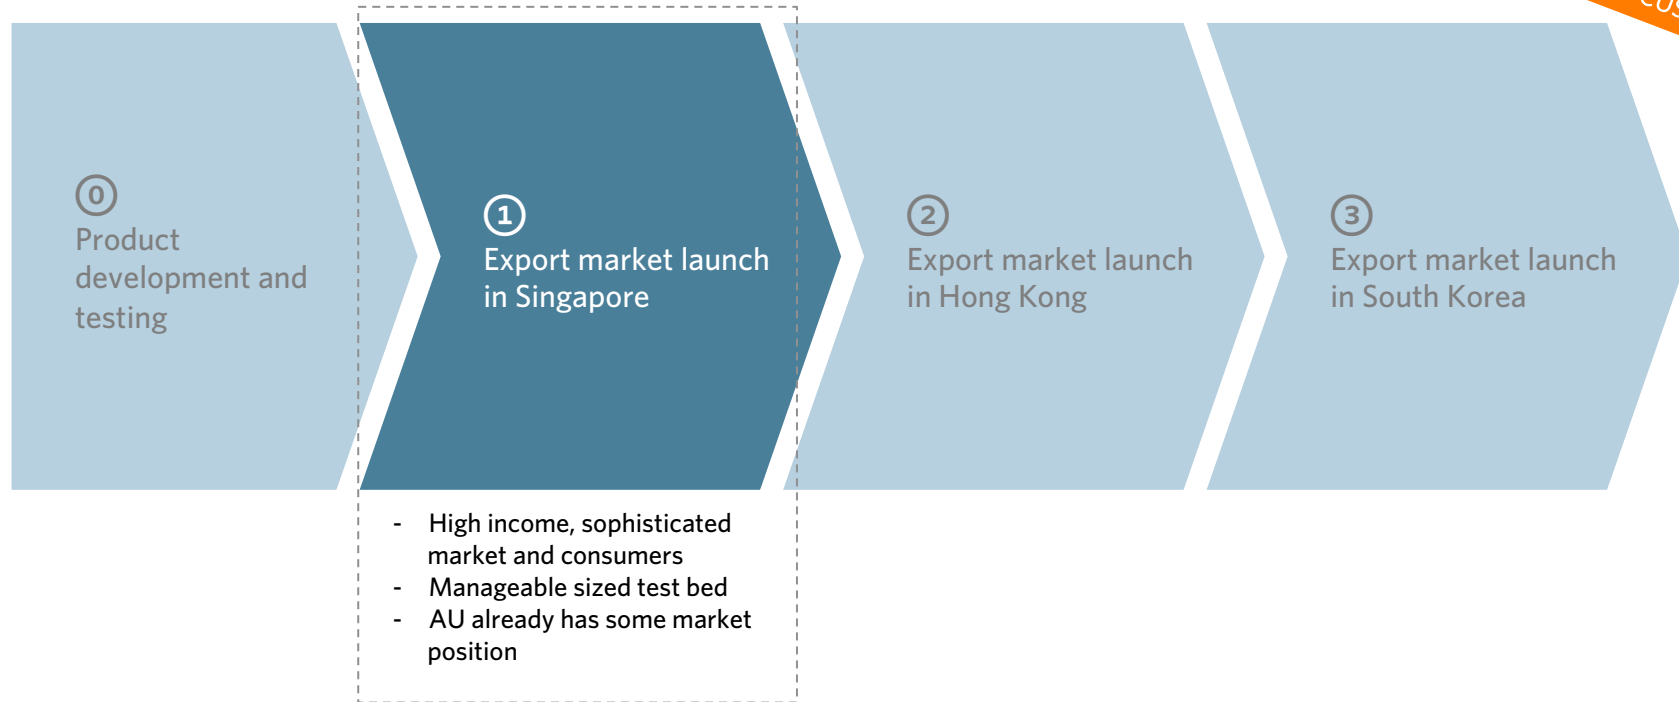 0
Product
development and
testing
1
Export market launch
in Singapore
2
Export market launch
in Hong Kong
3
Export market launch
in South Korea
- High income, sophisticated
market and consumers
- Manageable sized test bed
- AU already has some market
position